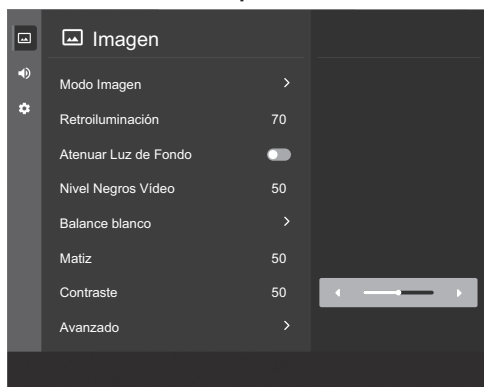 Imagen
Modo Imagen
Retroiluminación 70
Atenuar Luz de Fondo
Nivel Negros Vídeo 50
Balance blanco
Matiz 50
Contraste 50
Avanzado